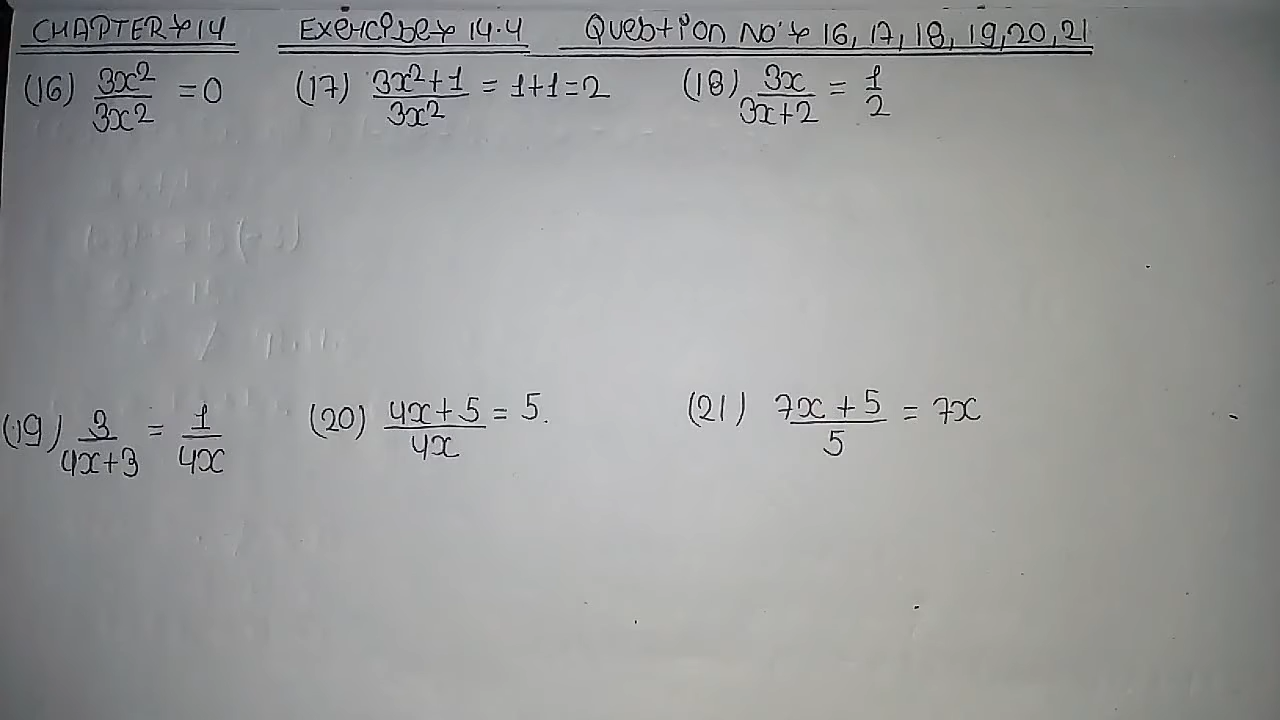 CHAPTER → 14 Exercise → 14.4 Question No: → 16, 17, 18, 19, 20, 21
(16) 3x²/3x² = 0 (17) 3x²+1/3x² = 1+1=2 (18) 3x/3x+2 = 1/2
(19) 3/4x+3 = 1/4x (20) 4x+5/4x = 5. (21) 7x+5/5 = 7x